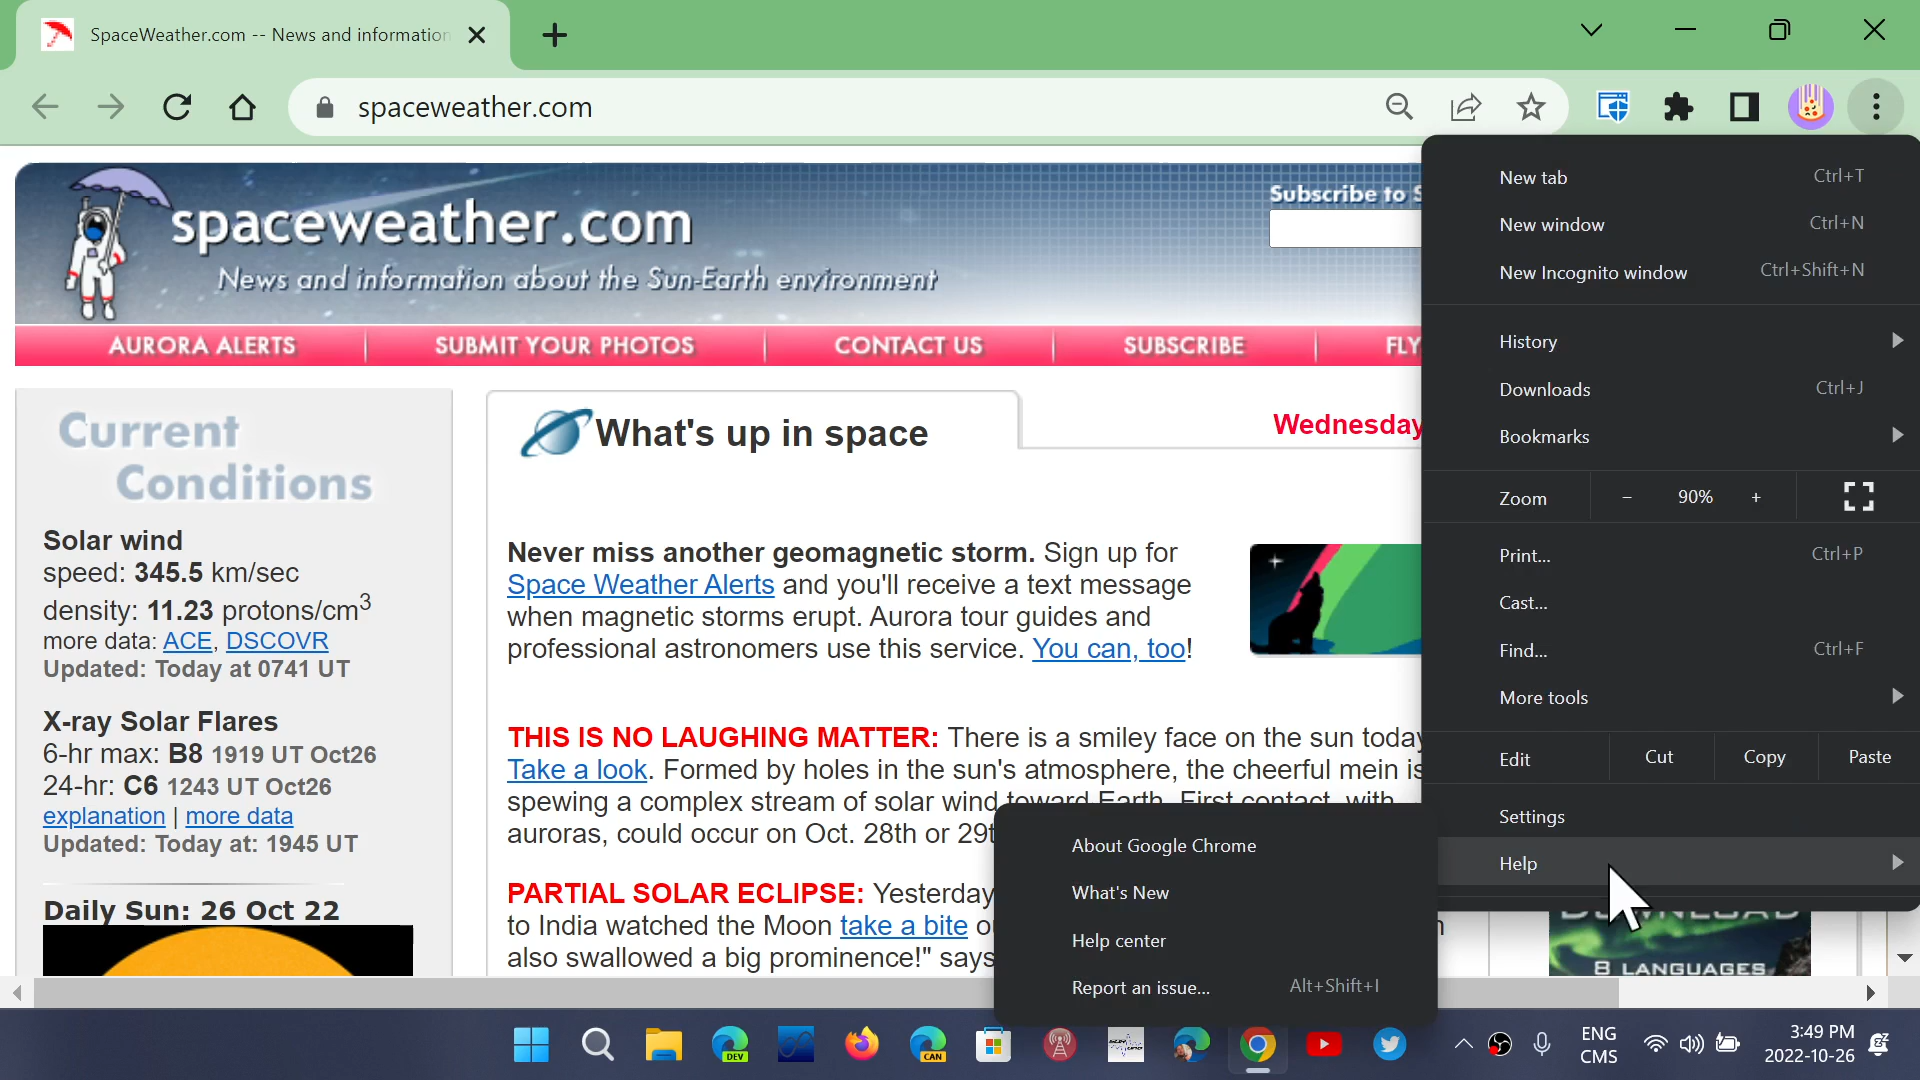 SpaceWeather.com -- News and information
spaceweather.com
spaceweather.com
News and information about the Sun-Earth environment
Subscribe to S
AURORA ALERTS
SUBMIT YOUR PHOTOS
CONTACT US
SUBSCRIBE
FLY
Current
Conditions
Solar wind
speed: 345.5 km/sec
density: 11.23 protons/cm3
more data: ACE, DSCOVR
Updated: Today at 0741 UT
X-ray Solar Flares
6-hr max: B8 1919 UT Oct26
24-hr: C6 1243 UT Oct26
explanation | more data
Updated: Today at: 1945 UT
Daily Sun: 26 Oct 22
What's up in space
Wednesday
Never miss another geomagnetic storm. Sign up for
Space Weather Alerts and you'll receive a text message
when magnetic storms erupt. Aurora tour guides and
professional astronomers use this service. You can, too!
THIS IS NO LAUGHING MATTER: There is a smiley face on the sun today
Take a look. Formed by holes in the sun's atmosphere, the cheerful mein is
spewing a complex stream of solar wind toward Earth. First contact, with
auroras, could occur on Oct. 28th or 29t
PARTIAL SOLAR ECLIPSE: Yesterday
to India watched the Moon take a bite o
also swallowed a big prominence!" says
New tab Ctrl+T
New window Ctrl+N
New Incognito window Ctrl+Shift+N
History
Downloads Ctrl+J
Bookmarks
Zoom - 90% +
Print... Ctrl+P
Cast...
Find... Ctrl+F
More tools
Edit Cut Copy Paste
Settings
Help
About Google Chrome
What's New
Help center
Report an issue... Alt+Shift+I
DOWNLOAD
8 LANGUAGES
DEV
CAN
ENG
CMS
3:49 PM
2022-10-26